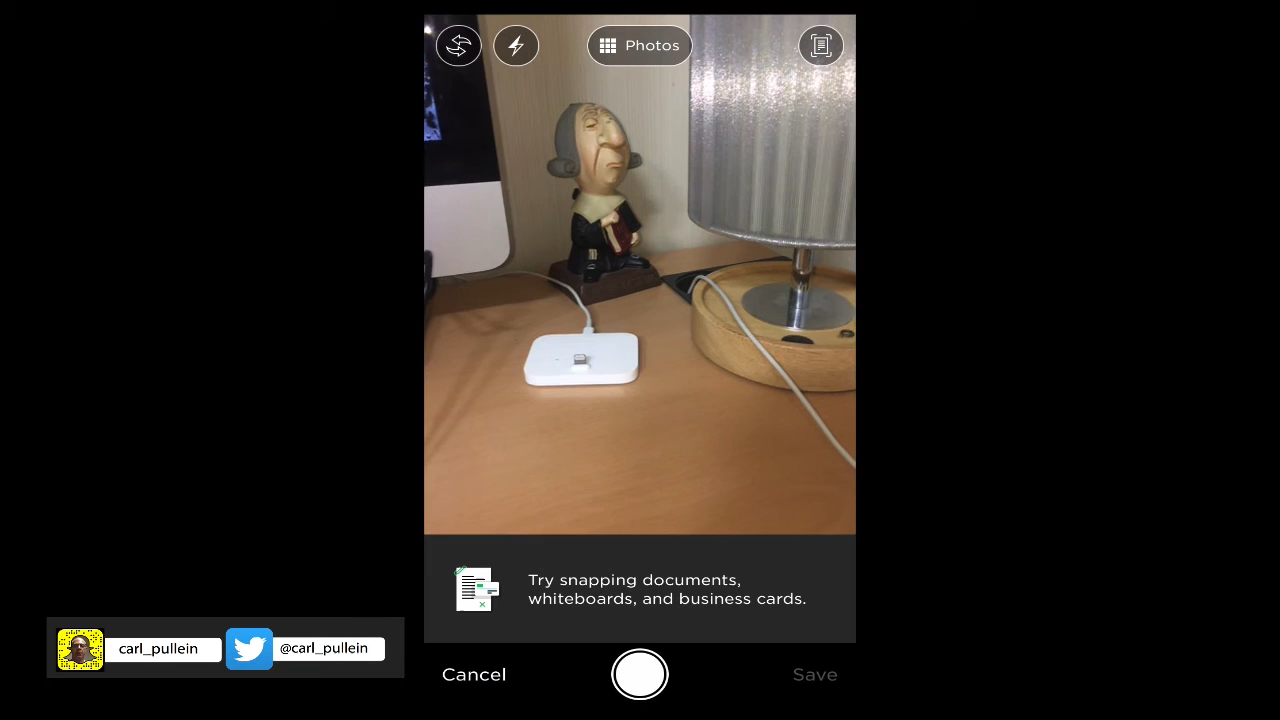 Photos
Try snapping documents,
whiteboards, and business cards.
carl_pullein
@carl_pullein
Cancel
Save